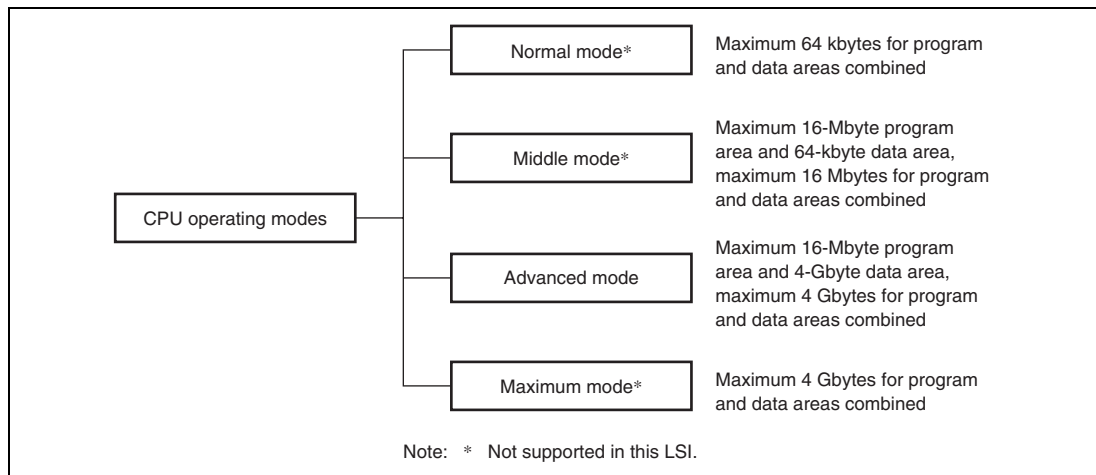 Normal mode*
Maximum 64 kbytes for program
and data areas combined
Middle mode*
Maximum 16-Mbyte program
area and 64-kbyte data area,
maximum 16 Mbytes for program
and data areas combined
CPU operating modes
Advanced mode
Maximum 16-Mbyte program
area and 4-Gbyte data area,
maximum 4 Gbytes for program
and data areas combined
Maximum mode*
Maximum 4 Gbytes for program
and data areas combined
Note: * Not supported in this LSI.